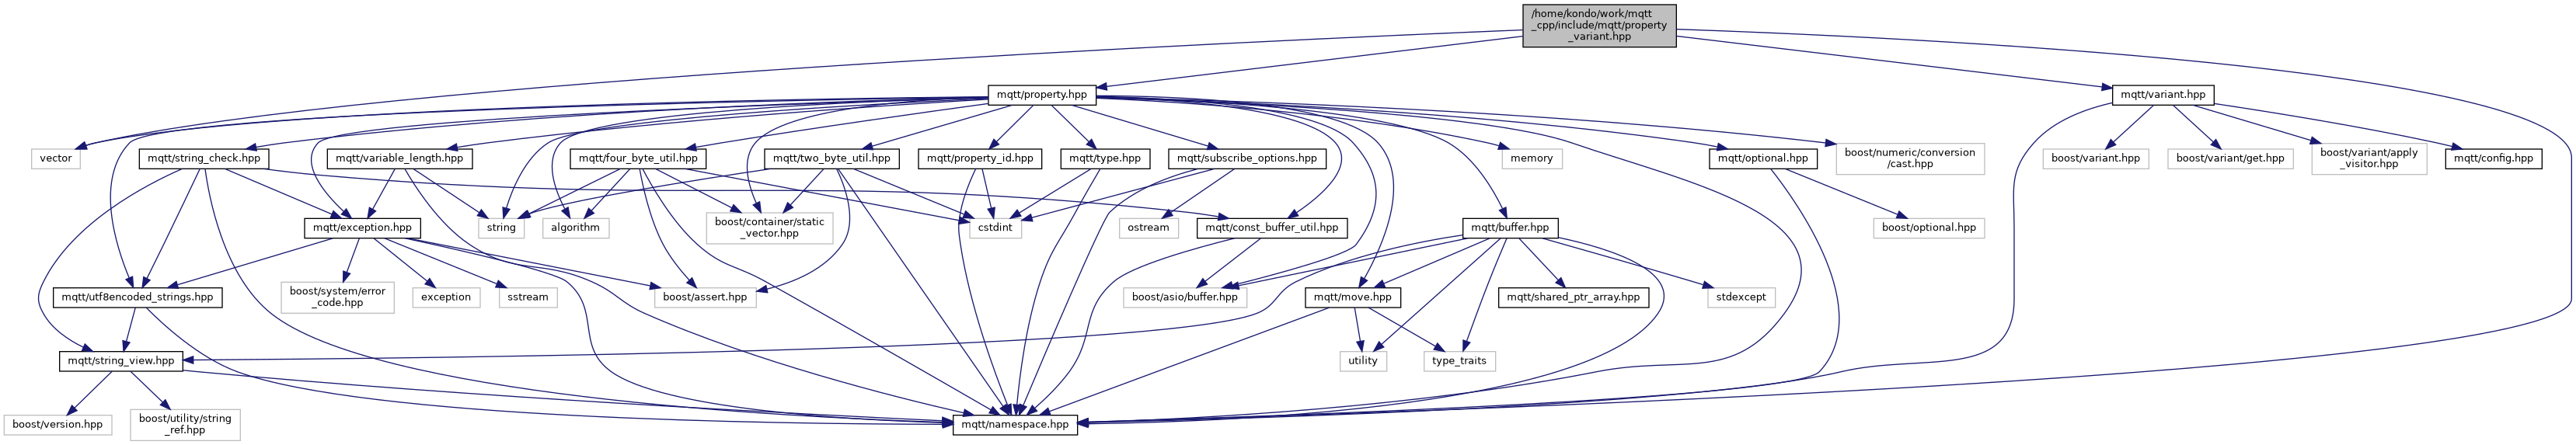 /home/kondo/work/mqtt
_cpp/include/mqtt/property
_variant.hpp
mqtt/property.hpp
mqtt/variant.hpp
vector
mqtt/string_check.hpp
mqtt/variable_length.hpp
mqtt/four_byte_util.hpp
mqtt/two_byte_util.hpp
mqtt/property_id.hpp
mqtt/type.hpp
mqtt/subscribe_options.hpp
memory
mqtt/optional.hpp
boost/numeric/conversion
/cast.hpp
boost/variant.hpp
boost/variant/get.hpp
boost/variant/apply
_visitor.hpp
mqtt/config.hpp
mqtt/exception.hpp
string
algorithm
boost/container/static
_vector.hpp
cstdint
ostream
mqtt/const_buffer_util.hpp
mqtt/buffer.hpp
boost/optional.hpp
mqtt/utf8encoded_strings.hpp
boost/system/error
_code.hpp
exception
sstream
boost/assert.hpp
boost/asio/buffer.hpp
mqtt/move.hpp
mqtt/shared_ptr_array.hpp
stdexcept
mqtt/string_view.hpp
utility
type_traits
boost/version.hpp
boost/utility/string
_ref.hpp
mqtt/namespace.hpp